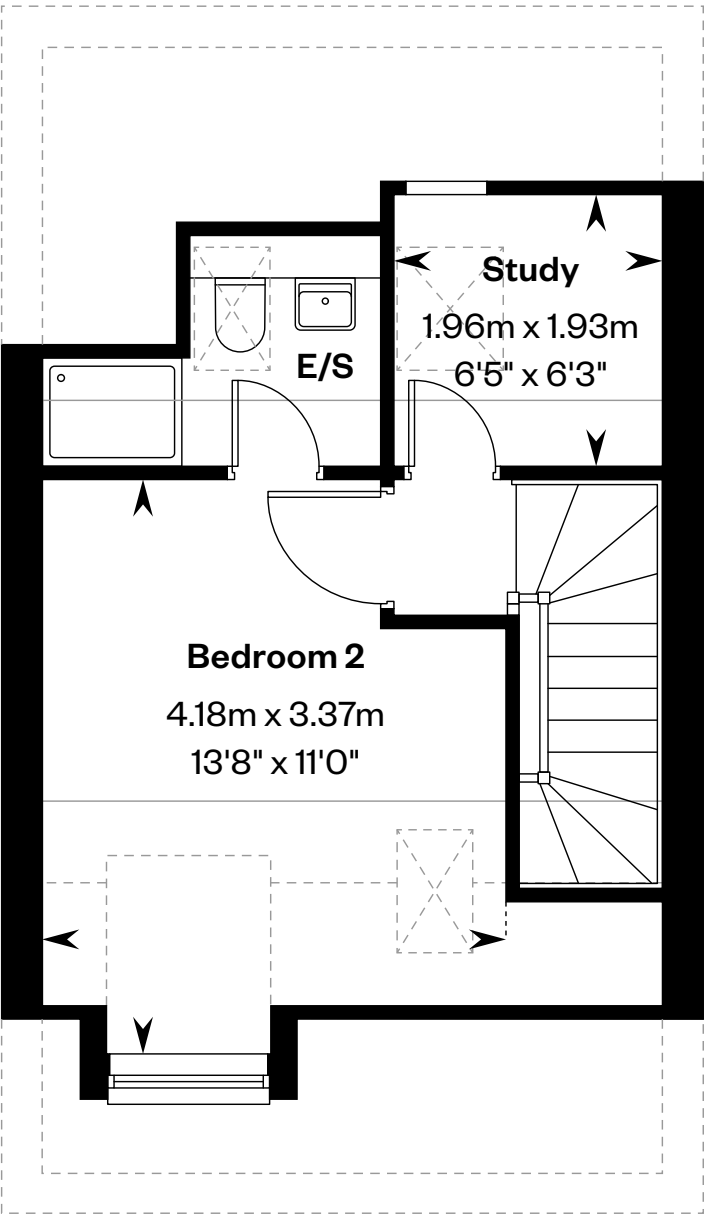 Study
1.96m x 1.93m
6'5" x 6'3"
E/S
Bedroom 2
4.18m x 3.37m
13'8" x 11'0"